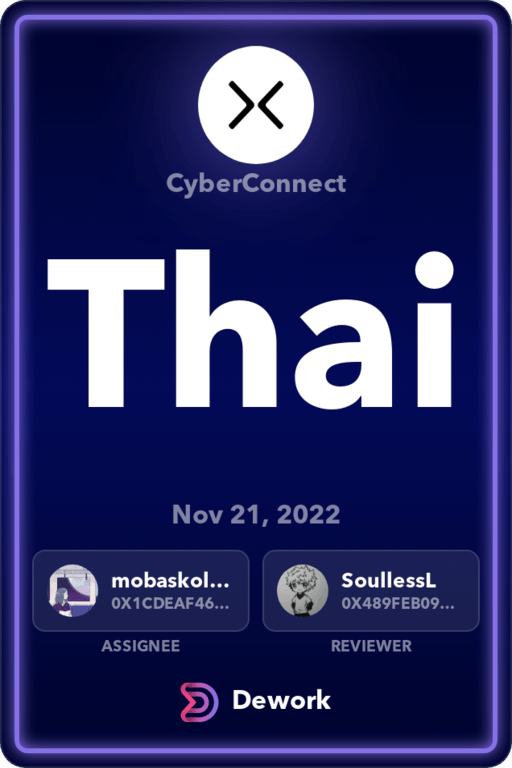 CyberConnect
Thai
Nov 21, 2022
mobaskol...
0X1CDEAF46...
ASSIGNEE
SoullessL
0X489FEB09...
REVIEWER
Dework